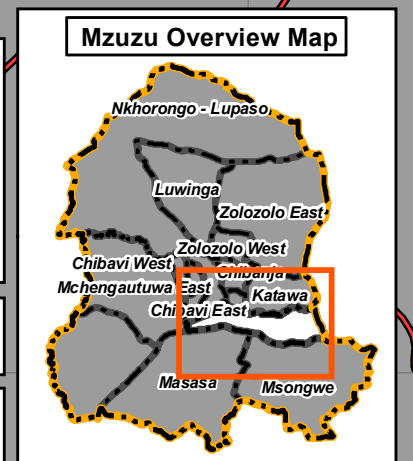 Mzuzu Overview Map
Nkhorongo - Lupaso
Luwinga
Zolozolo East
Zolozolo West
Chibavi West
Chibanja
Mchengautuwa East
Katawa
Chibavi East
Masasa
Msongwe